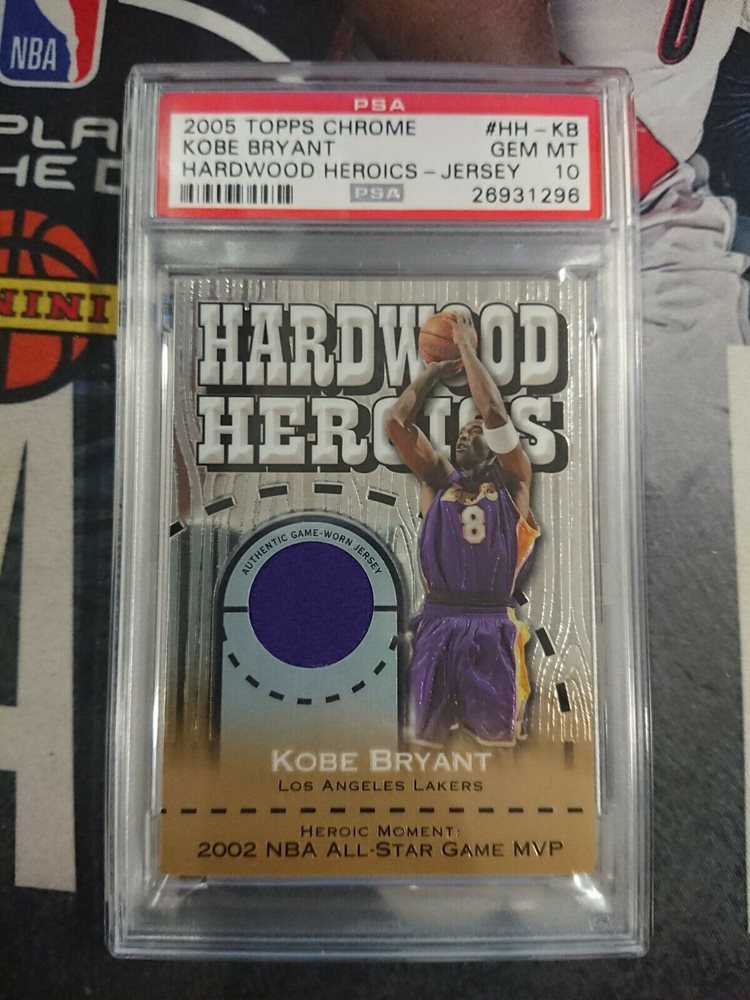 NBA
PLA
HE D
NINI
PSA
2005 TOPPS CHROME #HH-KB
KOBE BRYANT GEM MT
HARDWOOD HEROICS-JERSEY 10
PSA 26931296
HARDWOOD
HEROICS
8
AUTHENTIC GAME-WORN JERSEY
KOBE BRYANT
LOS ANGELES LAKERS
HEROIC MOMENT:
2002 NBA ALL-STAR GAME MVP